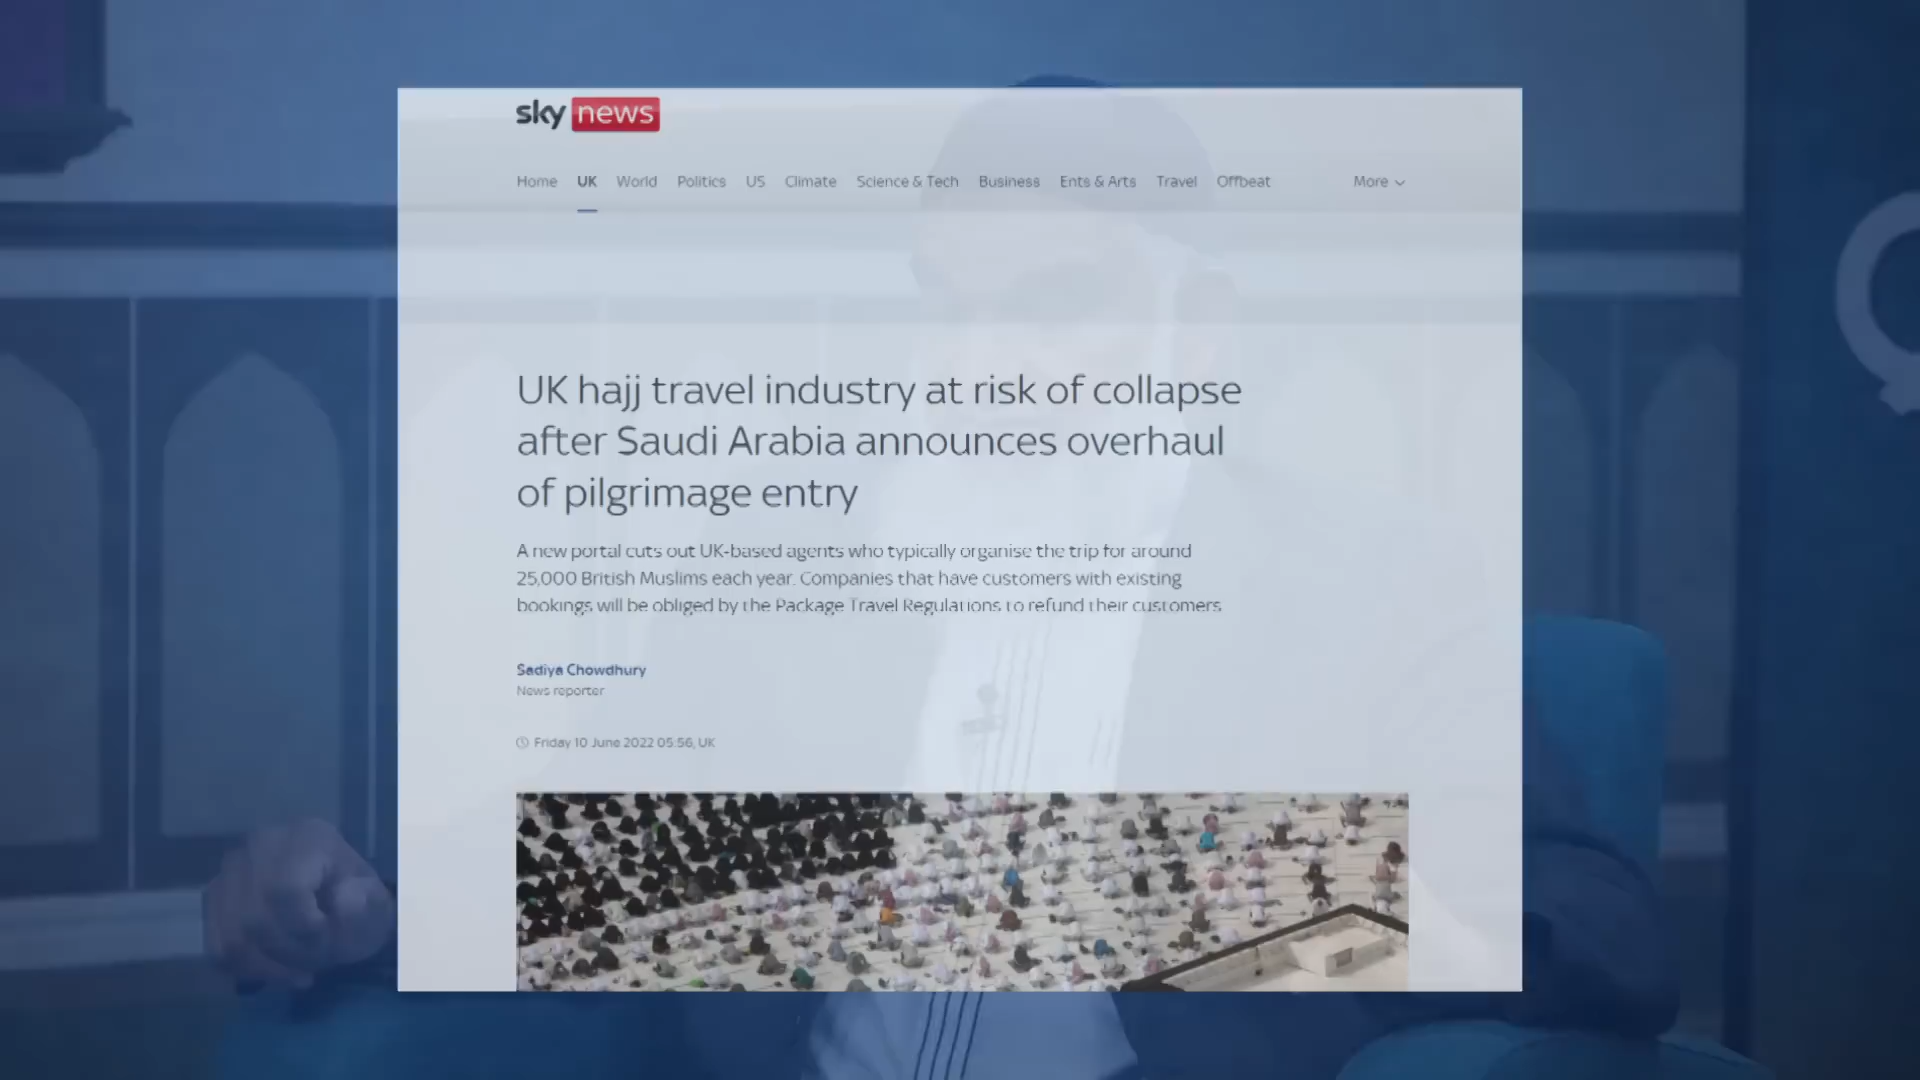 sky news
Home UK World Politics US Climate Science & Tech Business Ents & Arts Travel Offbeat More
UK hajj travel industry at risk of collapse
after Saudi Arabia announces overhaul
of pilgrimage entry
A new portal cuts out UK-based agents who typically organise the trip for around
25,000 British Muslims each year. Companies that have customers with existing
bookings will be obliged by the Package Travel Regulations to refund their customers
Sadiya Chowdhury
News reporter
Friday 10 June 2022 05:56, UK